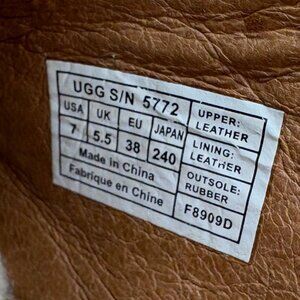 UGG S/N 5772
USA UK EU JAPAN
7 5.5 38 240
Made in China
Fabrique en Chine
UPPER:
LEATHER
LINING:
LEATHER
OUTSOLE:
RUBBER
F8909D